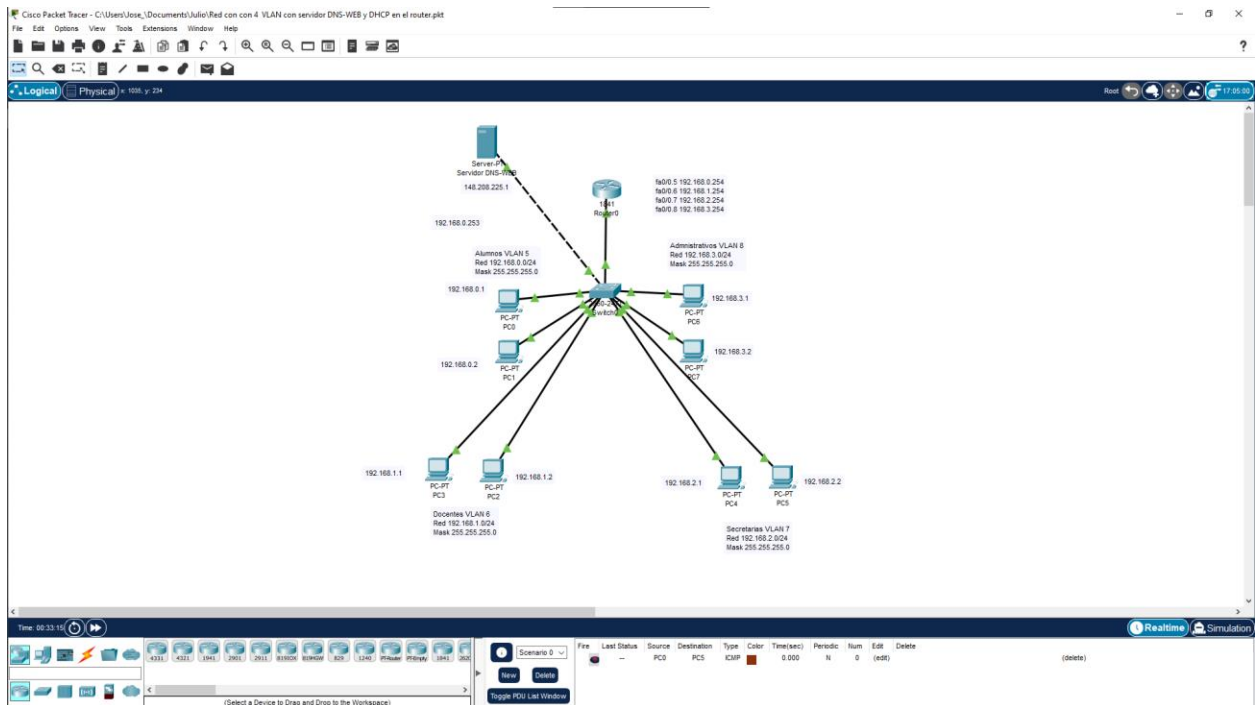 Cisco Packet Tracer - C:\Users\Jose_\Documents\Julio\Red con con 4 VLAN con servidor DNS-WEB y DHCP en el router.pkt
File Edit Options View Tools Extensions Window Help
?
Logical Physical x: 1035, y: 234
Root 17:05:00
Server-PT
Servidor DNS-WEB
148.208.225.1
192.168.0.253
1841
Router0
fa0/0.5 192.168.0.254
fa0/0.6 192.168.1.254
fa0/0.7 192.168.2.254
fa0/0.8 192.168.3.254
Alumnos VLAN 5
Red 192.168.0.0/24
Mask 255.255.255.0
Admnistrativos VLAN 8
Red 192.168.3.0/24
Mask 255.255.255.0
192.168.0.1
PC-PT
PC0
192.168.3.1
PC-PT
PC6
192.168.0.2
PC-PT
PC1
192.168.3.2
PC-PT
PC7
192.168.1.1
PC-PT
PC3
192.168.1.2
PC-PT
PC2
192.168.2.1
PC-PT
PC4
192.168.2.2
PC-PT
PC5
Docentes VLAN 6
Red 192.168.1.0/24
Mask 255.255.255.0
Secretarias VLAN 7
Red 192.168.2.0/24
Mask 255.255.255.0
Time: 00:33:15
Realtime Simulation
4331 4321 1941 2901 2911 819IOX 819HGW 829 1240 PT-Router PT-Empty 1841
(Select a Device to Drag and Drop to the Workspace)
Scenario 0
New Delete
Toggle PDU List Window
Fire Last Status Source Destination Type Color Time(sec) Periodic Num Edit Delete
-- PC0 PC5 ICMP 0.000 N 0 (edit) (delete)